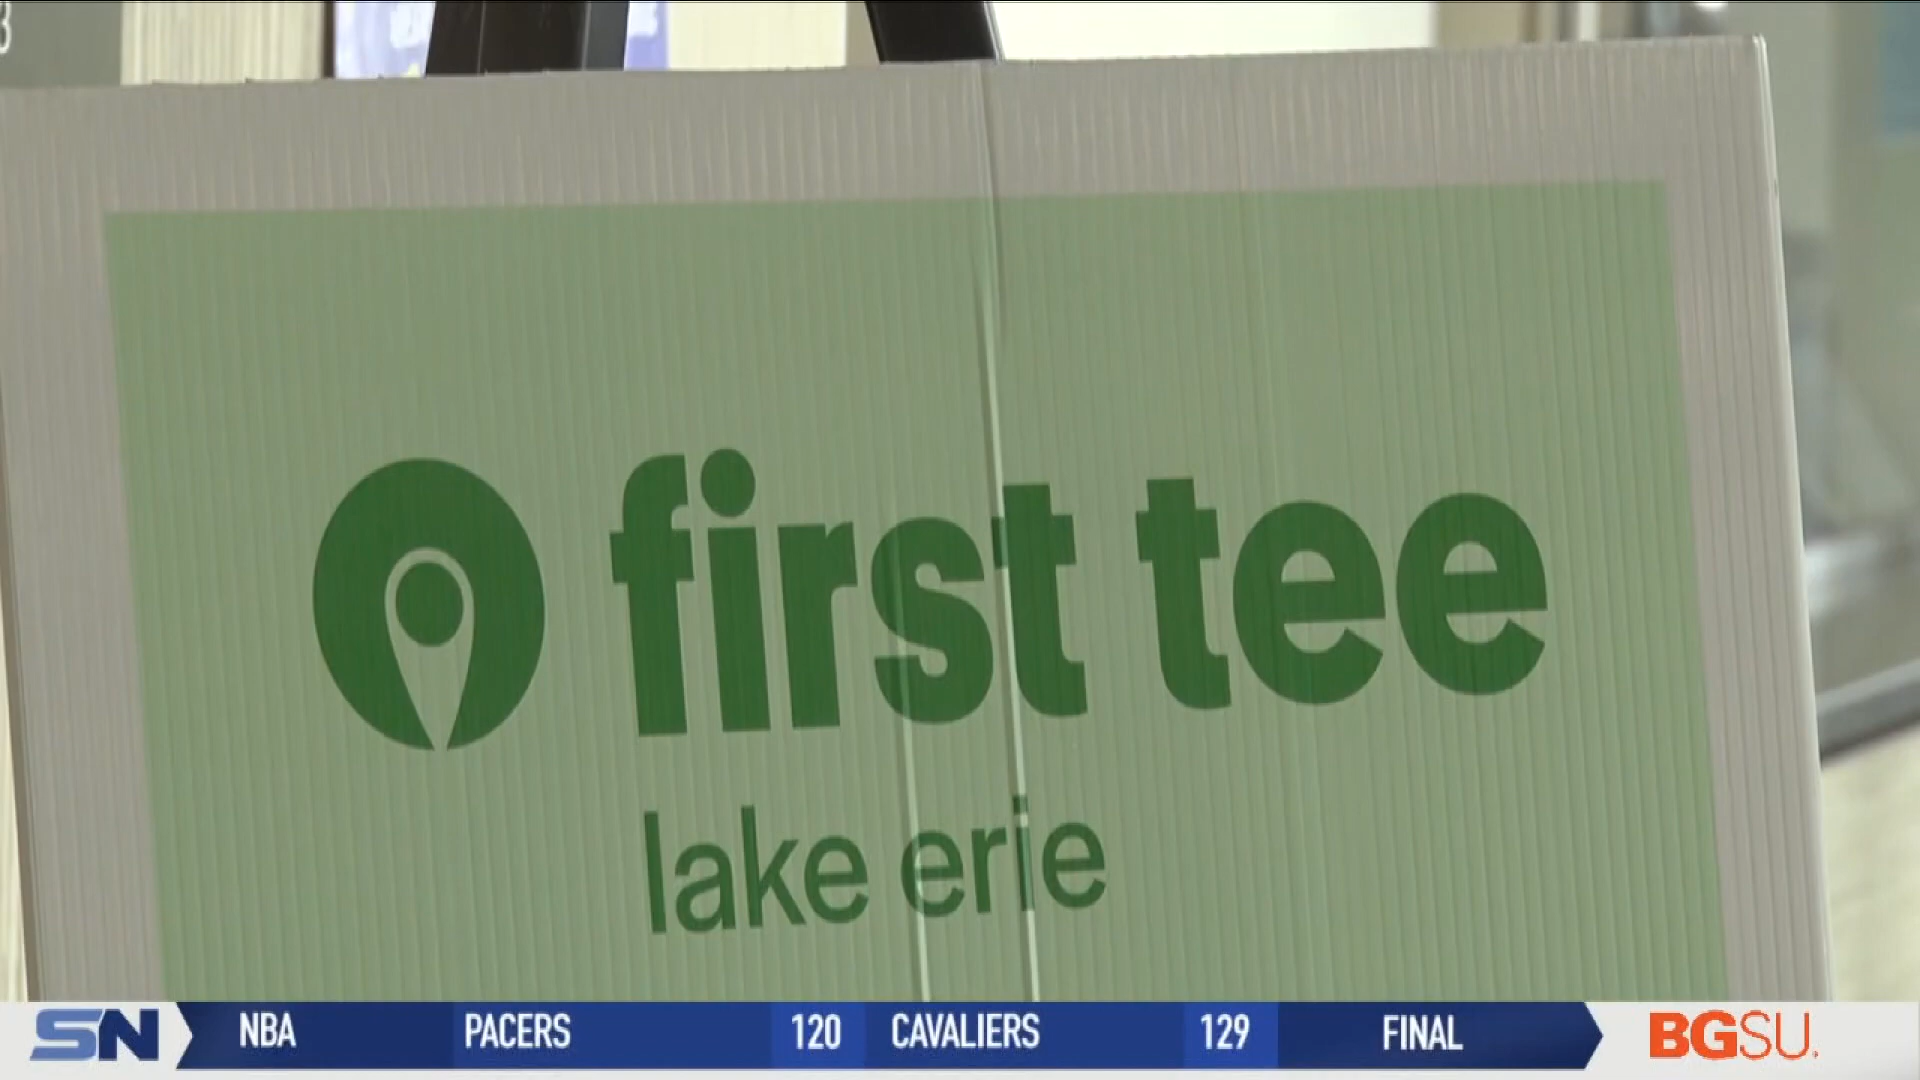 first tee
lake erie
SN NBA PACERS 120 CAVALIERS 129 FINAL BGSU.